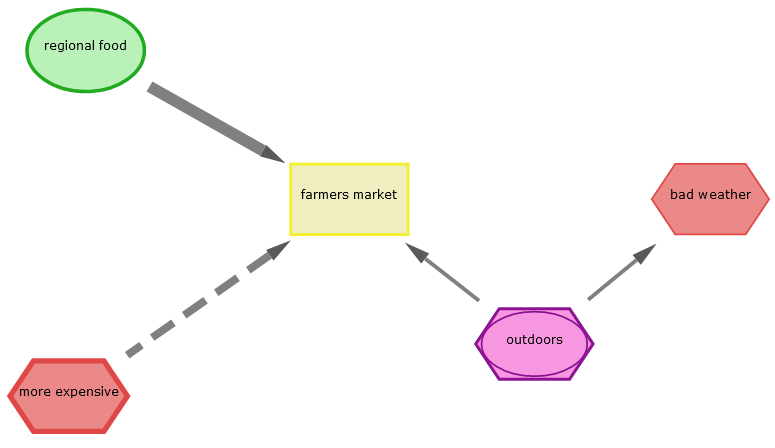 regional food
farmers market
bad weather
outdoors
more expensive